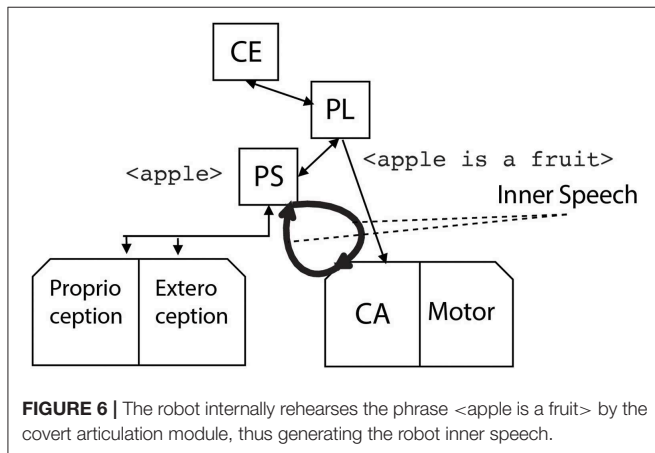 CE
PL
<apple>
PS
<apple is a fruit>
Inner Speech
Proprio
ception
Extero
ception
CA
Motor
FIGURE 6 | The robot internally rehearses the phrase <apple is a fruit> by the
covert articulation module, thus generating the robot inner speech.